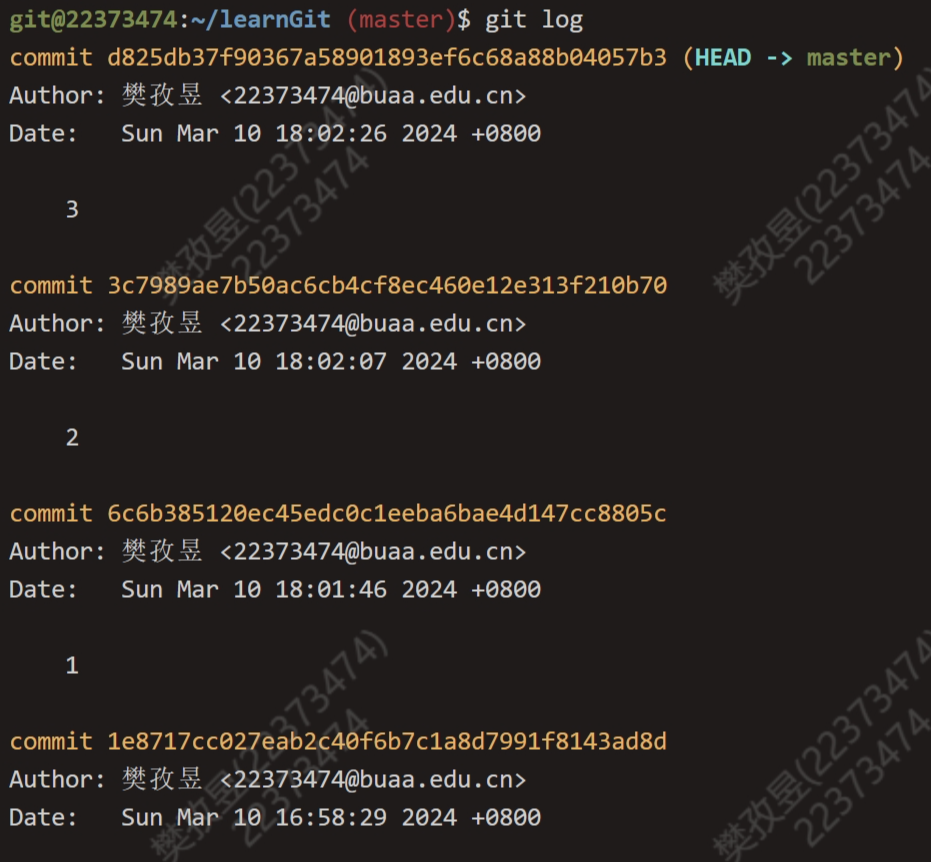 git@22373474:~/learnGit (master)$ git log
commit d825db37f90367a58901893ef6c68a88b04057b3 (HEAD -> master)
Author: 樊孜昱 <22373474@buaa.edu.cn>
Date:   Sun Mar 10 18:02:26 2024 +0800
3
commit 3c7989ae7b50ac6cb4cf8ec460e12e313f210b70
Author: 樊孜昱 <22373474@buaa.edu.cn>
Date:   Sun Mar 10 18:02:07 2024 +0800
2
commit 6c6b385120ec45edc0c1eeba6bae4d147cc8805c
Author: 樊孜昱 <22373474@buaa.edu.cn>
Date:   Sun Mar 10 18:01:46 2024 +0800
1
commit 1e8717cc027eab2c40f6b7c1a8d7991f8143ad8d
Author: 樊孜昱 <22373474@buaa.edu.cn>
Date:   Sun Mar 10 16:58:29 2024 +0800
樊孜昱(22373474)
22373474
樊孜昱(22373474)
22373474
樊孜昱(22373474)
22373474
樊孜昱(22373474)
22373474